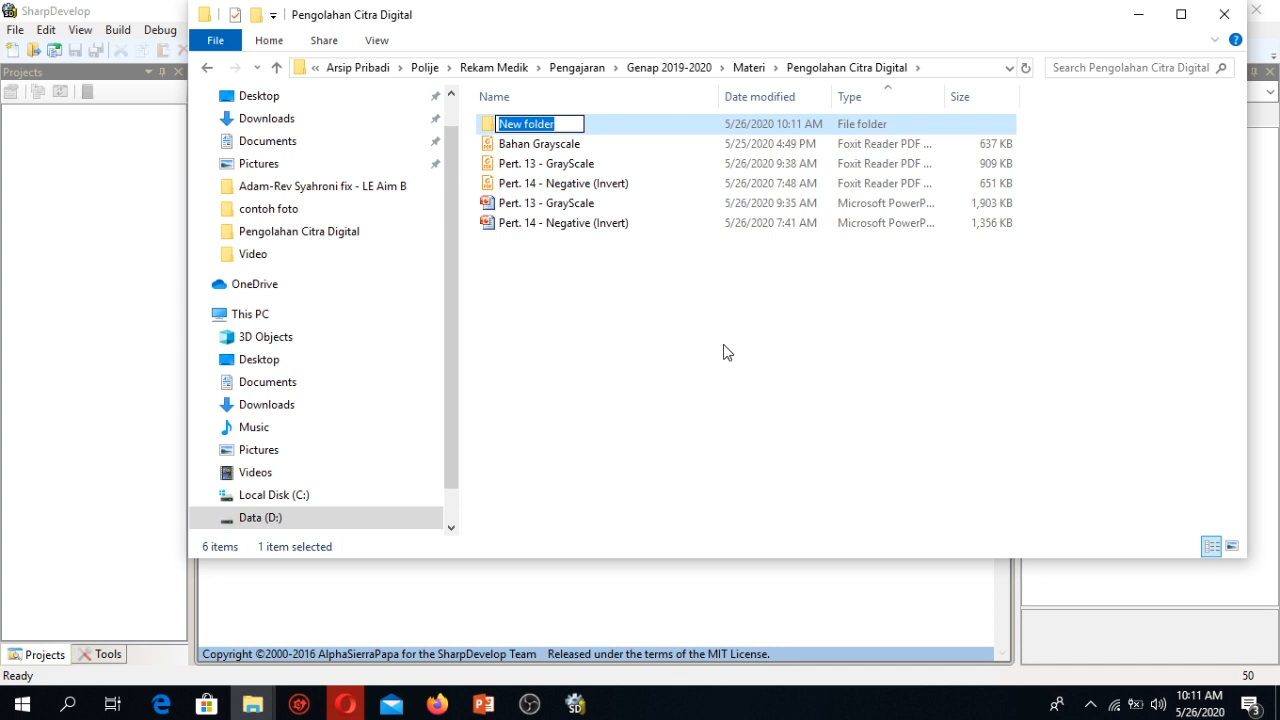 SharpDevelop
File Edit View Build Debug
Projects
Pengolahan Citra Digital
File Home Share View
« Arsip Pribadi › Polije › Rekam Medik › Pengajaran › Genap 2019-2020 › Materi › Pengolahan Citra Digital ›
Search Pengolahan Citra Digital
Name Date modified Type Size
New folder 5/26/2020 10:11 AM File folder
Bahan Grayscale 5/25/2020 4:49 PM Foxit Reader PDF ... 637 KB
Pert. 13 - GrayScale 5/26/2020 9:38 AM Foxit Reader PDF ... 909 KB
Pert. 14 - Negative (Invert) 5/26/2020 7:48 AM Foxit Reader PDF ... 651 KB
Pert. 13 - GrayScale 5/26/2020 9:35 AM Microsoft PowerP... 1,903 KB
Pert. 14 - Negative (Invert) 5/26/2020 7:41 AM Microsoft PowerP... 1,356 KB
Desktop
Downloads
Documents
Pictures
Adam-Rev Syahroni fix - LE Aim B
contoh foto
Pengolahan Citra Digital
Video
OneDrive
This PC
3D Objects
Desktop
Documents
Downloads
Music
Pictures
Videos
Local Disk (C:)
Data (D:)
6 items 1 item selected
Copyright ©2000-2016 AlphaSierraPapa for the SharpDevelop Team Released under the terms of the MIT License.
Projects Tools
Ready 50
10:11 AM
5/26/2020
3